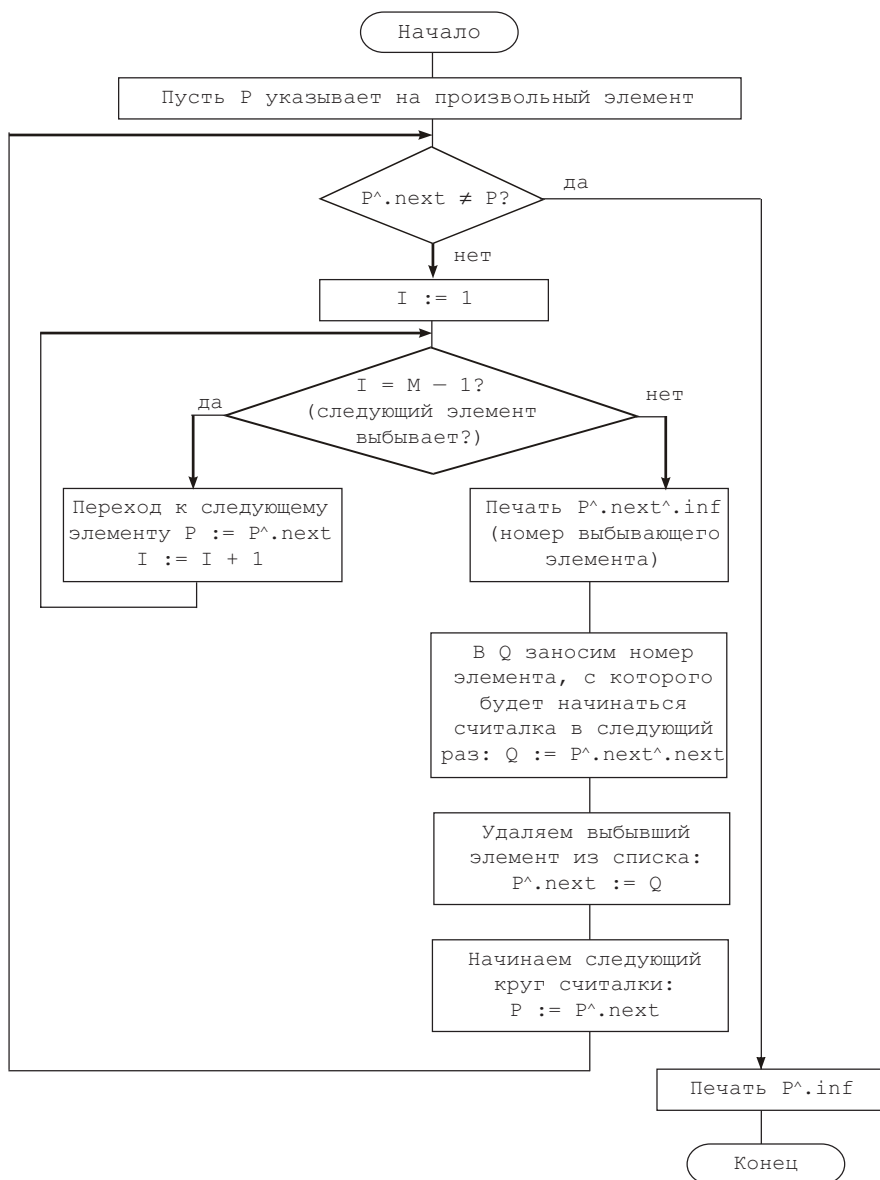 Начало
Пусть P указывает на произвольный элемент
P^.next ≠ P?
да
нет
I := 1
I = M — 1?
(следующий элемент
выбывает?)
да
нет
Переход к следующему
элементу P := P^.next
I := I + 1
Печать P^.next^.inf
(номер выбывающего
элемента)
В Q заносим номер
элемента, с которого
будет начинаться
считалка в следующий
раз: Q := P^.next^.next
Удаляем выбывший
элемент из списка:
P^.next := Q
Начинаем следующий
круг считалки:
P := P^.next
Печать P^.inf
Конец